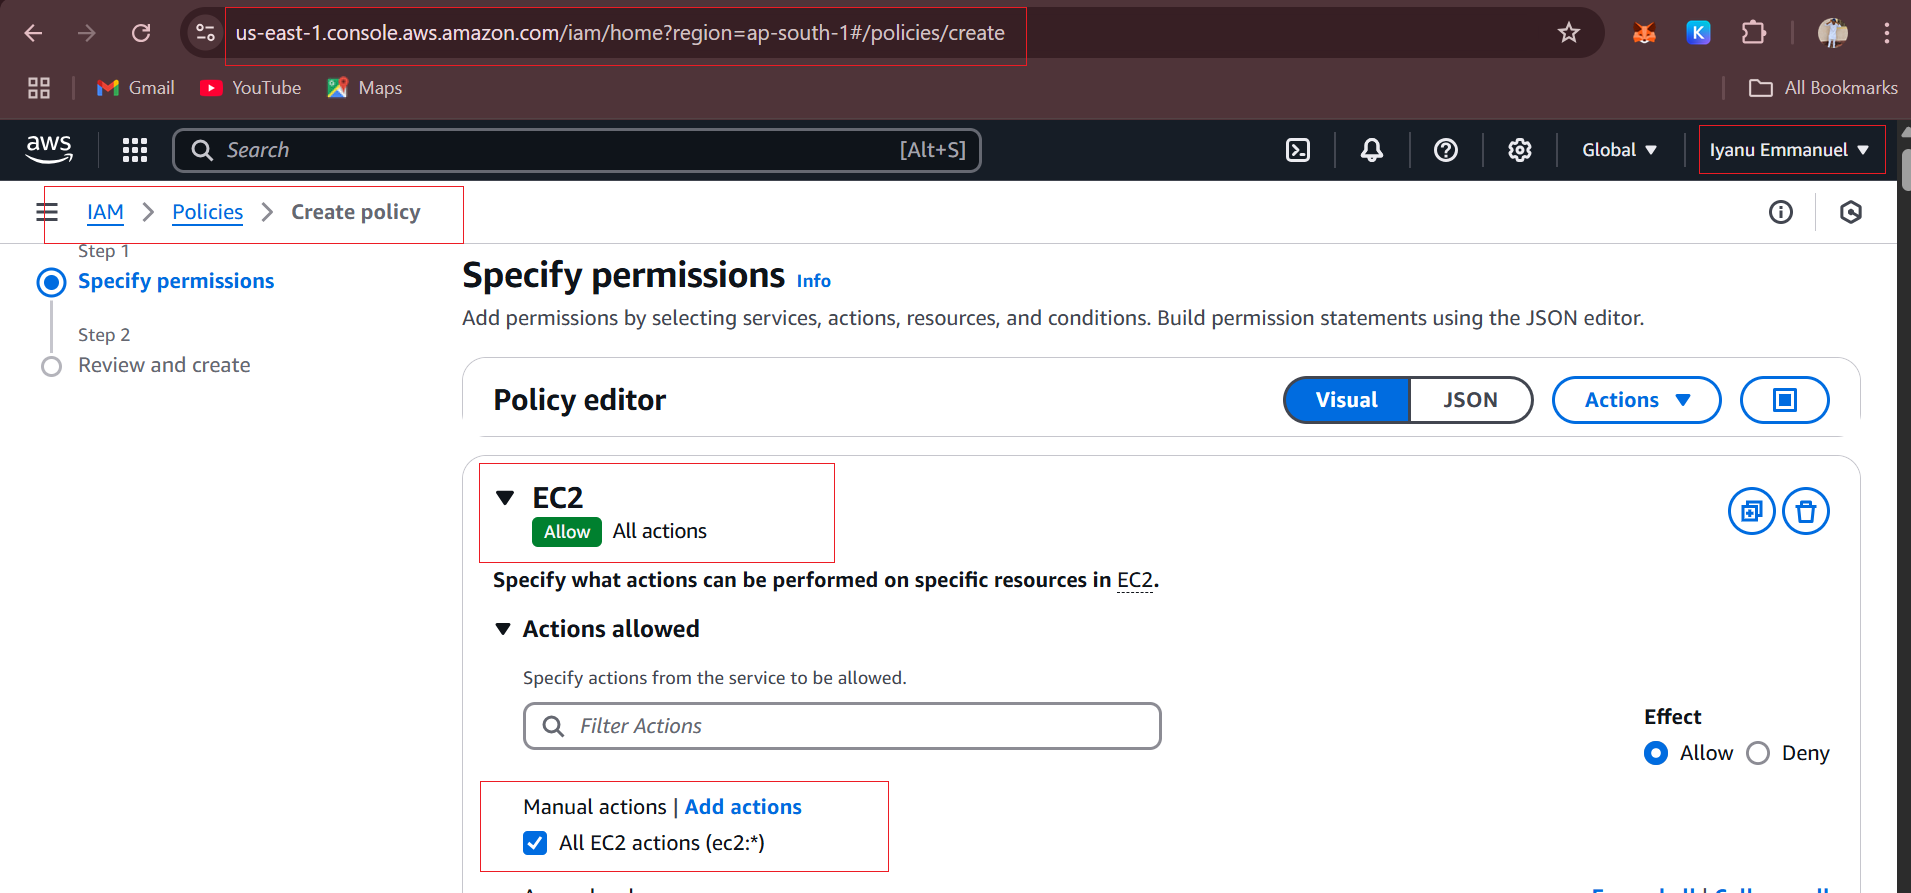 us-east-1.console.aws.amazon.com/iam/home?region=ap-south-1#/policies/create
K
Gmail
YouTube
Maps
All Bookmarks
aws
Search
[Alt+S]
Global
Iyanu Emmanuel
IAM > Policies > Create policy
Step 1
Specify permissions
Step 2
Review and create
Specify permissions Info
Add permissions by selecting services, actions, resources, and conditions. Build permission statements using the JSON editor.
Policy editor
Visual
JSON
Actions
EC2
Allow All actions
Specify what actions can be performed on specific resources in EC2.
Actions allowed
Specify actions from the service to be allowed.
Filter Actions
Effect
Allow Deny
Manual actions | Add actions
All EC2 actions (ec2:*)